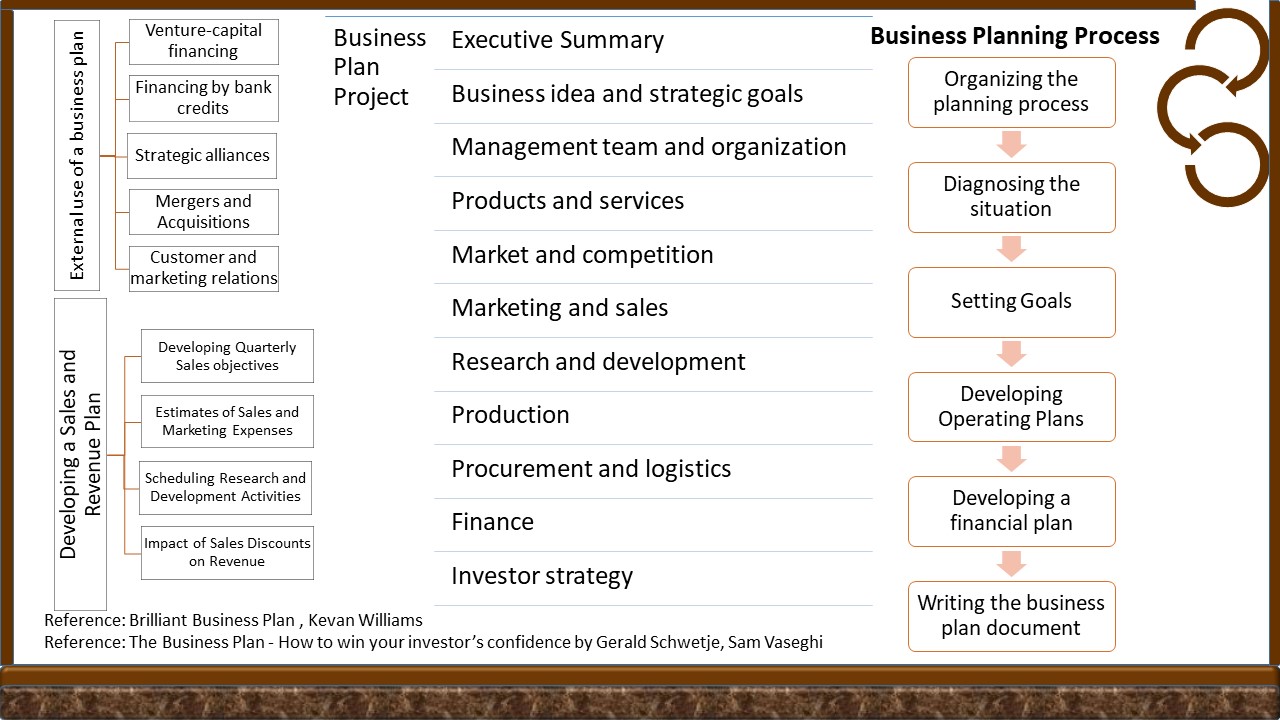 External use of a business plan
Venture-capital
financing
Financing by bank
credits
Strategic alliances
Mergers and
Acquisitions
Customer and
marketing relations
Developing a Sales and
Revenue Plan
Developing Quarterly
Sales objectives
Estimates of Sales and
Marketing Expenses
Scheduling Research and
Development Activities
Impact of Sales Discounts
on Revenue
Business
Plan
Project
Executive Summary
Business idea and strategic goals
Management team and organization
Products and services
Market and competition
Marketing and sales
Research and development
Production
Procurement and logistics
Finance
Investor strategy
Business Planning Process
Organizing the
planning process
Diagnosing the
situation
Setting Goals
Developing
Operating Plans
Developing a
financial plan
Writing the business
plan document
Reference: Brilliant Business Plan , Kevan Williams
Reference: The Business Plan - How to win your investor’s confidence by Gerald Schwetje, Sam Vaseghi